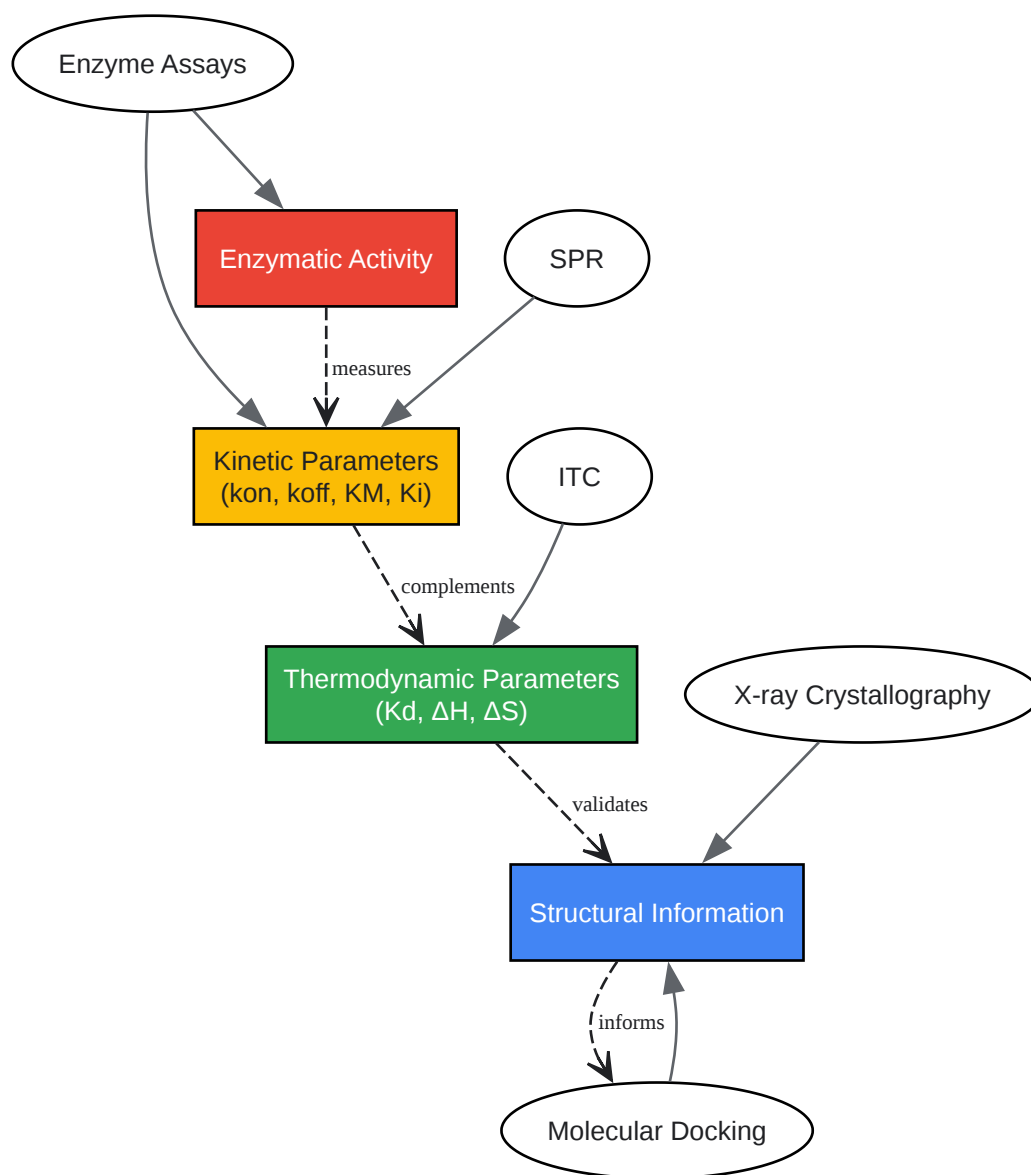 Enzyme Assays
Enzymatic Activity
SPR
measures
Kinetic Parameters
(kon, koff, KM, Ki)
ITC
complements
Thermodynamic Parameters
(Kd, ΔH, ΔS)
X-ray Crystallography
validates
Structural Information
informs
Molecular Docking